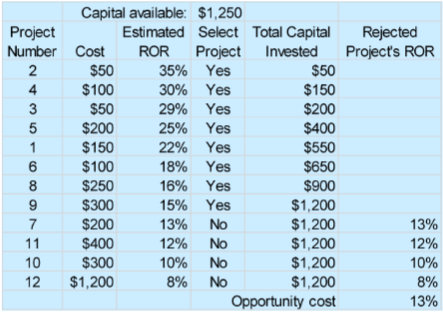 Capital available: $1,250
Project Estimated Select Total Capital Rejected
Number Cost ROR Project Invested Project's ROR
2 $50 35% Yes $50
4 $100 30% Yes $150
3 $50 29% Yes $200
5 $200 25% Yes $400
1 $150 22% Yes $550
6 $100 18% Yes $650
8 $250 16% Yes $900
9 $300 15% Yes $1,200
7 $200 13% No $1,200 13%
11 $400 12% No $1,200 12%
10 $300 10% No $1,200 10%
12 $1,200 8% No $1,200 8%
Opportunity cost 13%